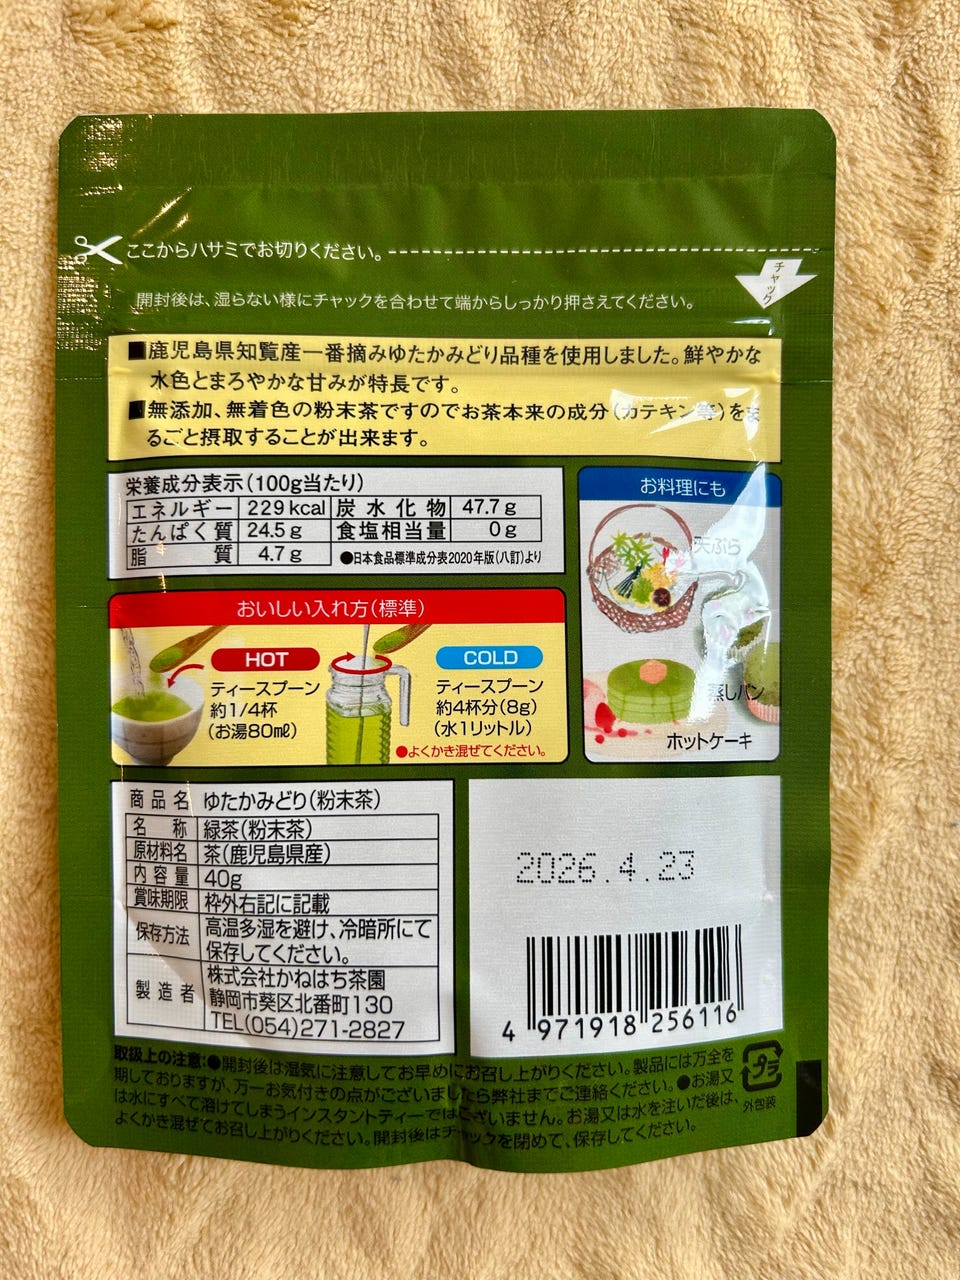 ここからハサミでお切りください。
チャック
開封後は、湿らない様にチャックを合わせて端からしっかり押さえてください。
■鹿児島県知覧産一番摘みゆたかみどり品種を使用しました。鮮やかな
水色とまろやかな甘みが特長です。
■無添加、無着色の粉末茶ですのでお茶本来の成分（カテキン等）をま
るごと摂取することが出来ます。
栄養成分表示（100g当たり）
エネルギー 229kcal 炭水化物 47.7g
たんぱく質 24.5g 食塩相当量 0g
脂質 4.7g ●日本食品標準成分表2020年版（八訂）より
お料理にも
天ぷら
蒸しパン
ホットケーキ
おいしい入れ方（標準）
HOT
ティースプーン
約1/4杯
（お湯80㎖）
COLD
ティースプーン
約4杯分（8g）
（水1リットル）
●よくかき混ぜてください。
商品名 ゆたかみどり（粉末茶）
名称 緑茶（粉末茶）
原材料名 茶（鹿児島県産）
内容量 40g
賞味期限 枠外右記に記載
保存方法 高温多湿を避け、冷暗所にて
保存してください。
製造者 株式会社かねはち茶園
静岡市葵区北番町130
TEL（054）271-2827
2026.4.23
4 971918 256116
取扱上の注意：●開封後は湿気に注意してお早めにお召し上がりください。製品には万全を
期しておりますが、万一お気付きの点がございましたら弊社までご連絡ください。●お湯又
は水にすべて溶けてしまうインスタントティーではございません。お湯又は水を注いだ後は、
よくかき混ぜてお召し上がりください。開封後はチャックを閉めて、保存してください。
プラ
外包装